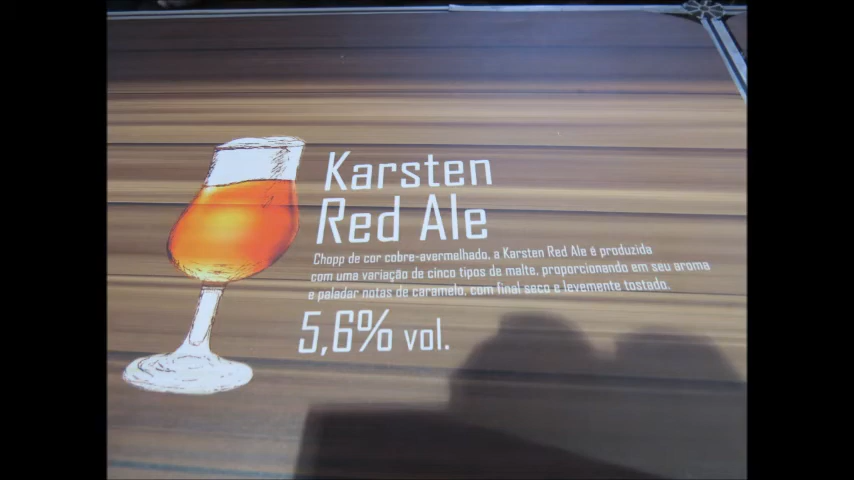 Karsten
Red Ale
Chopp de cor cobre-avermelhado, a Karsten Red Ale é produzida
com uma variação de cinco tipos de malte, proporcionando em seu aroma
e paladar notas de caramelo, com final seco e levemente tostado.
5,6% vol.